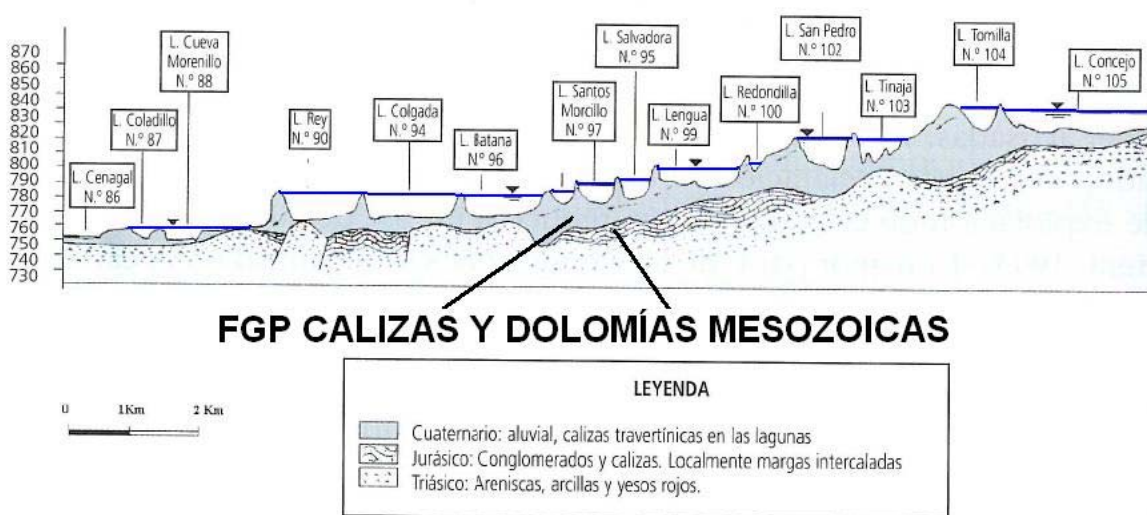 870
860
850
840
830
820
810
800
790
780
770
760
750
740
730
L. Cenagal
N.º 86
L. Coladillo
N.º 87
L. Cueva
Morenillo
N.º 88
L. Rey
N.º 90
L. Colgada
N.º 94
L. Batana
N.º 96
L. Santos
Morcillo
N.º 97
L. Salvadora
N.º 95
L. Lengua
N.º 99
L. Redondilla
N.º 100
L. San Pedro
N.º 102
L. Tinaja
N.º 103
L. Tomilla
N.º 104
L. Concejo
N.º 105
FGP CALIZAS Y DOLOMÍAS MESOZOICAS
0 1Km 2 Km
LEYENDA
Cuaternario: aluvial, calizas travertínicas en las lagunas
Jurásico: Conglomerados y calizas. Localmente margas intercaladas
Triásico: Areniscas, arcillas y yesos rojos.